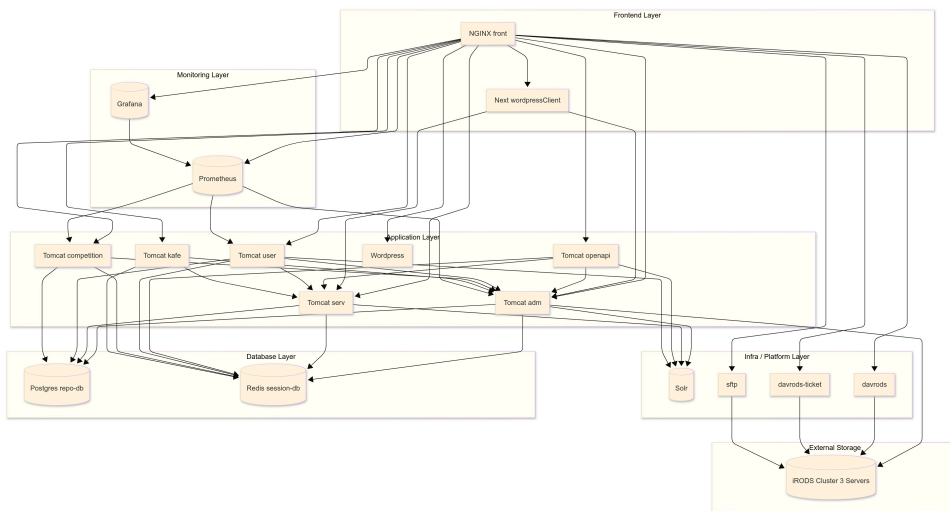 Frontend Layer
NGINX front
Monitoring Layer
Grafana
Next wordpressClient
Prometheus
Application Layer
Tomcat competition
Tomcat kafe
Tomcat user
Wordpress
Tomcat openapi
Tomcat serv
Tomcat adm
Database Layer
Infra / Platform Layer
Postgres repo-db
Redis session-db
Solr
sftp
davrods-ticket
davrods
External Storage
iRODS Cluster 3 Servers